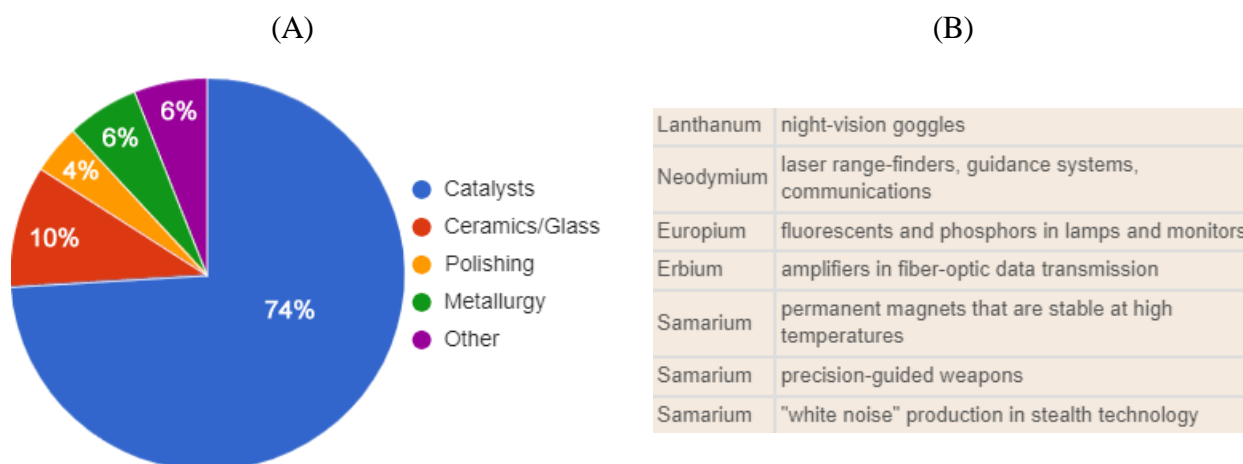 (A)
(B)
6%
6%
4%
10%
74%
Catalysts
Ceramics/Glass
Polishing
Metallurgy
Other
Lanthanum night-vision goggles
Neodymium laser range-finders, guidance systems,
communications
Europium fluorescents and phosphors in lamps and monitors
Erbium amplifiers in fiber-optic data transmission
Samarium permanent magnets that are stable at high
temperatures
Samarium precision-guided weapons
Samarium "white noise" production in stealth technology